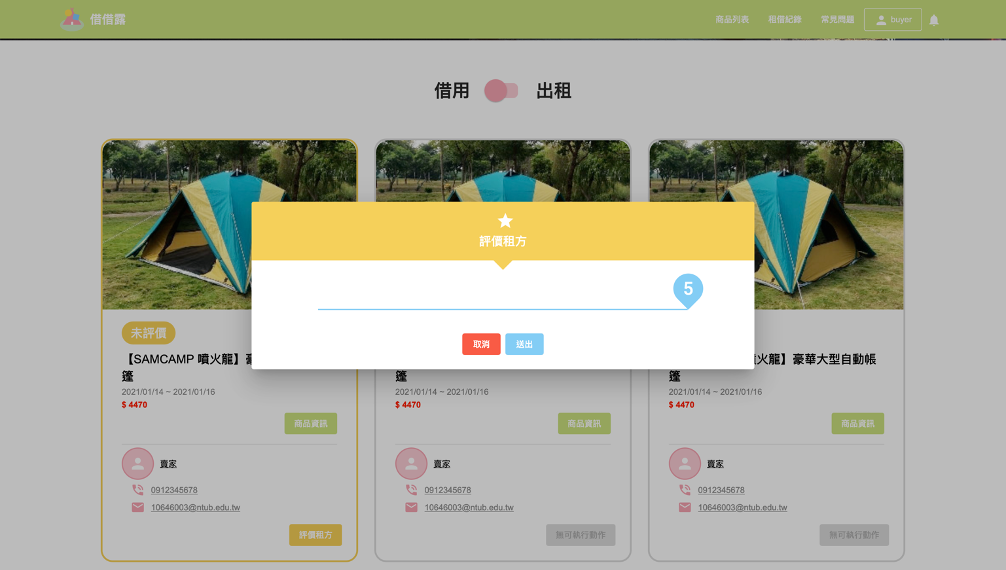 借借露
商品列表 租借紀錄 常見問題 buyer
借用 出租
評價租方
5
取消 送出
未評價
【SAMCAMP 噴火龍】豪
篷
2021/01/14 ~ 2021/01/16
$ 4470
商品資訊
賣家
0912345678
10646003@ntub.edu.tw
評價租方
篷
2021/01/14 ~ 2021/01/16
$ 4470
商品資訊
賣家
0912345678
10646003@ntub.edu.tw
無可執行動作
火龍】豪華大型自動帳
篷
2021/01/14 ~ 2021/01/16
$ 4470
商品資訊
賣家
0912345678
10646003@ntub.edu.tw
無可執行動作